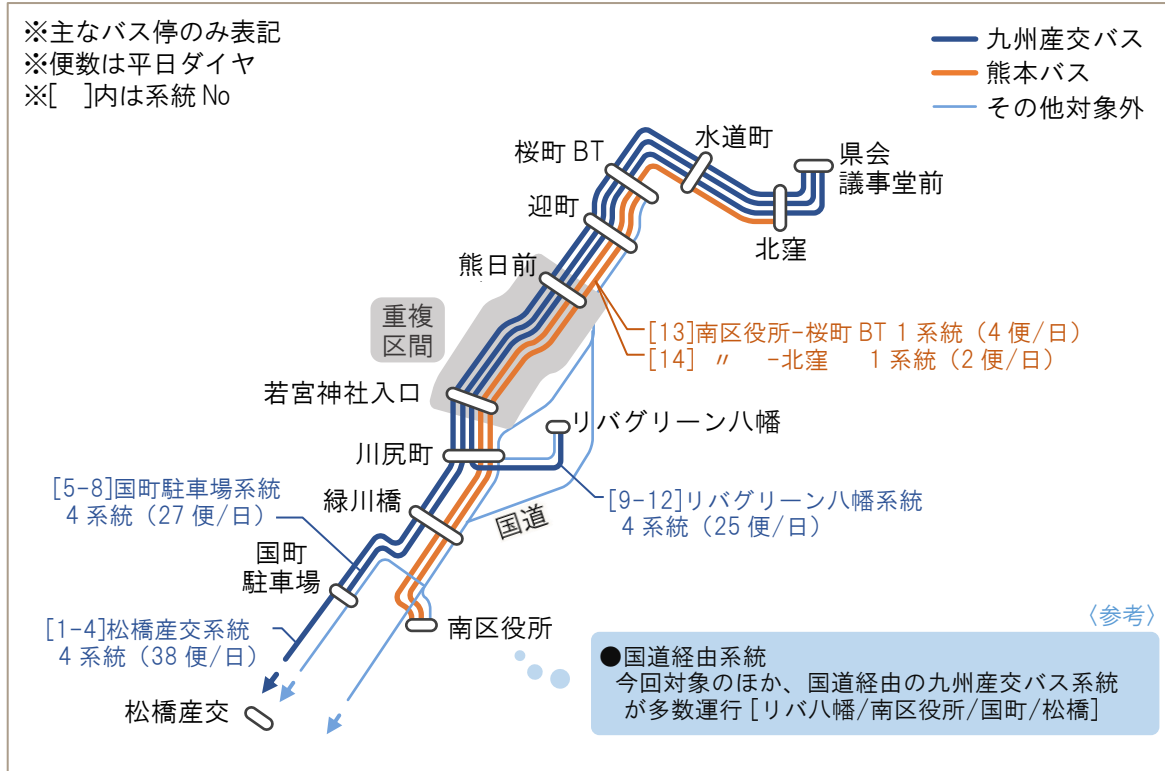 ※主なバス停のみ表記
※便数は平日ダイヤ
※[　]内は系統 No
九州産交バス
熊本バス
その他対象外
水道町
桜町 BT
県会
議事堂前
迎町
北窪
熊日前
重複
区間
[13]南区役所-桜町 BT 1 系統（4 便/日）
[14] 〃 -北窪 1 系統（2 便/日）
若宮神社入口
リバグリーン八幡
川尻町
[5-8]国町駐車場系統
4 系統（27 便/日）
緑川橋
[9-12]リバグリーン八幡系統
4 系統（25 便/日）
国道
国町
駐車場
[1-4]松橋産交系統
4 系統（38 便/日）
南区役所
〈参考〉
●国道経由系統
今回対象のほか、国道経由の九州産交バス系統
が多数運行 [リバ八幡/南区役所/国町/松橋]
松橋産交